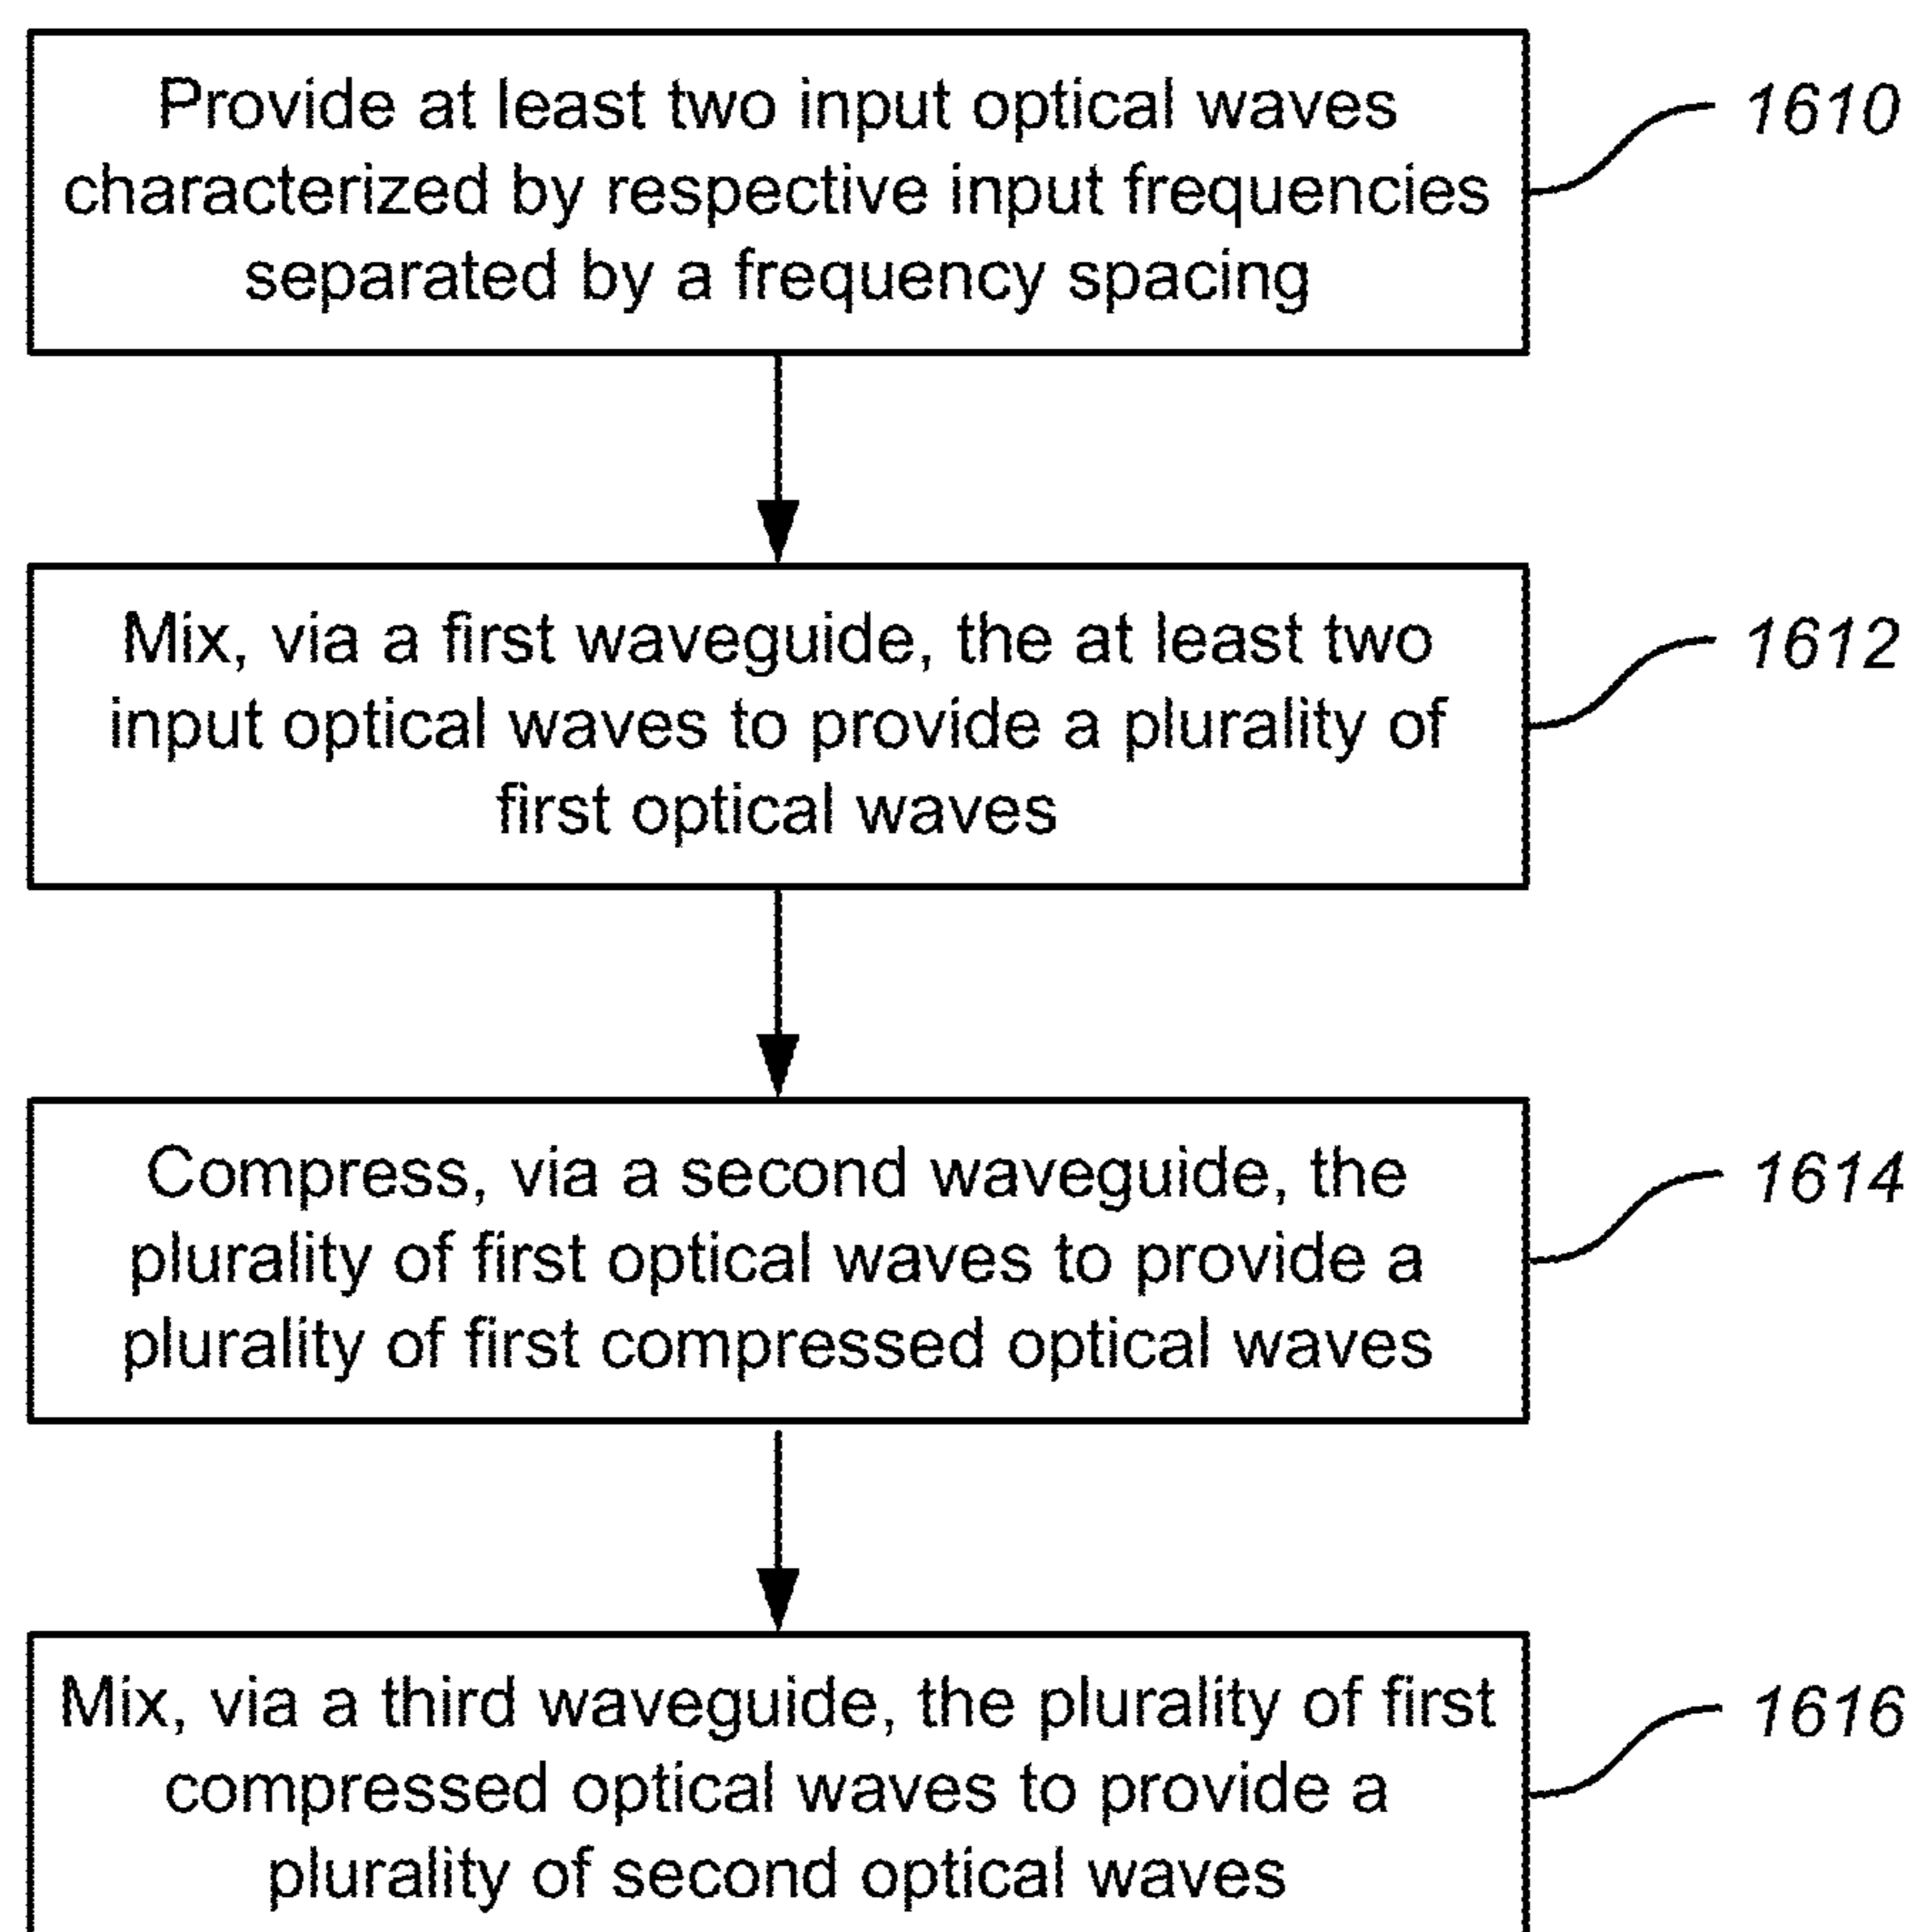 Provide at least two input optical waves
characterized by respective input frequencies
separated by a frequency spacing
1610
Mix, via a first waveguide, the at least two
input optical waves to provide a plurality of
first optical waves
1612
Compress, via a second waveguide, the
plurality of first optical waves to provide a
plurality of first compressed optical waves
1614
Mix, via a third waveguide, the plurality of first
compressed optical waves to provide a
plurality of second optical waves
1616